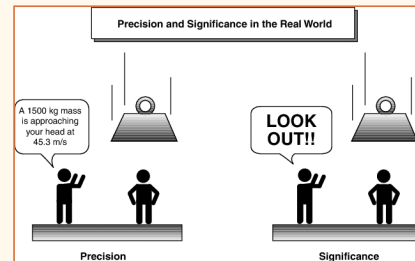 Precision and Significance in the Real World
A 1500 kg mass
is approaching
your head at
45.3 m/s
LOOK
OUT!!
Precision
Significance